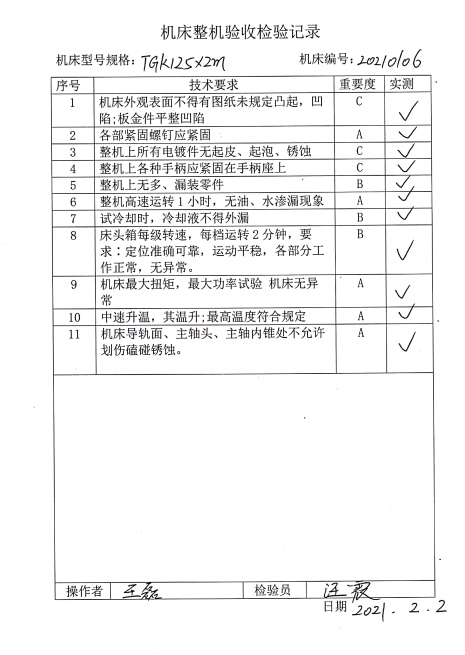 机床整机验收检验记录
机床型号规格: TGK125X2m 机床编号: 20210106
序号 技术要求 重要度 实测
1 机床外观表面不得有图纸未规定凸起，凹 C ✓
陷;板金件平整凹陷
2 各部紧固螺钉应紧固 A ✓
3 整机上所有电镀件无起皮、起泡、锈蚀 C ✓
4 整机上各种手柄应紧固在手柄座上 C ✓
5 整机上无多、漏装零件 B ✓
6 整机高速运转1小时，无油、水渗漏现象 A ✓
7 试冷却时，冷却液不得外漏 B ✓
8 床头箱每级转速，每档运转2分钟，要 B ✓
求：定位准确可靠，运动平稳，各部分工
作正常，无异常。
9 机床最大扭矩，最大功率试验 机床无异 A ✓
常
10 中速升温，其温升;最高温度符合规定 A ✓
11 机床导轨面、主轴头、主轴内锥处不允许 A ✓
划伤磕碰锈蚀。
操作者 王磊 检验员 汪
日期 2021.2.2